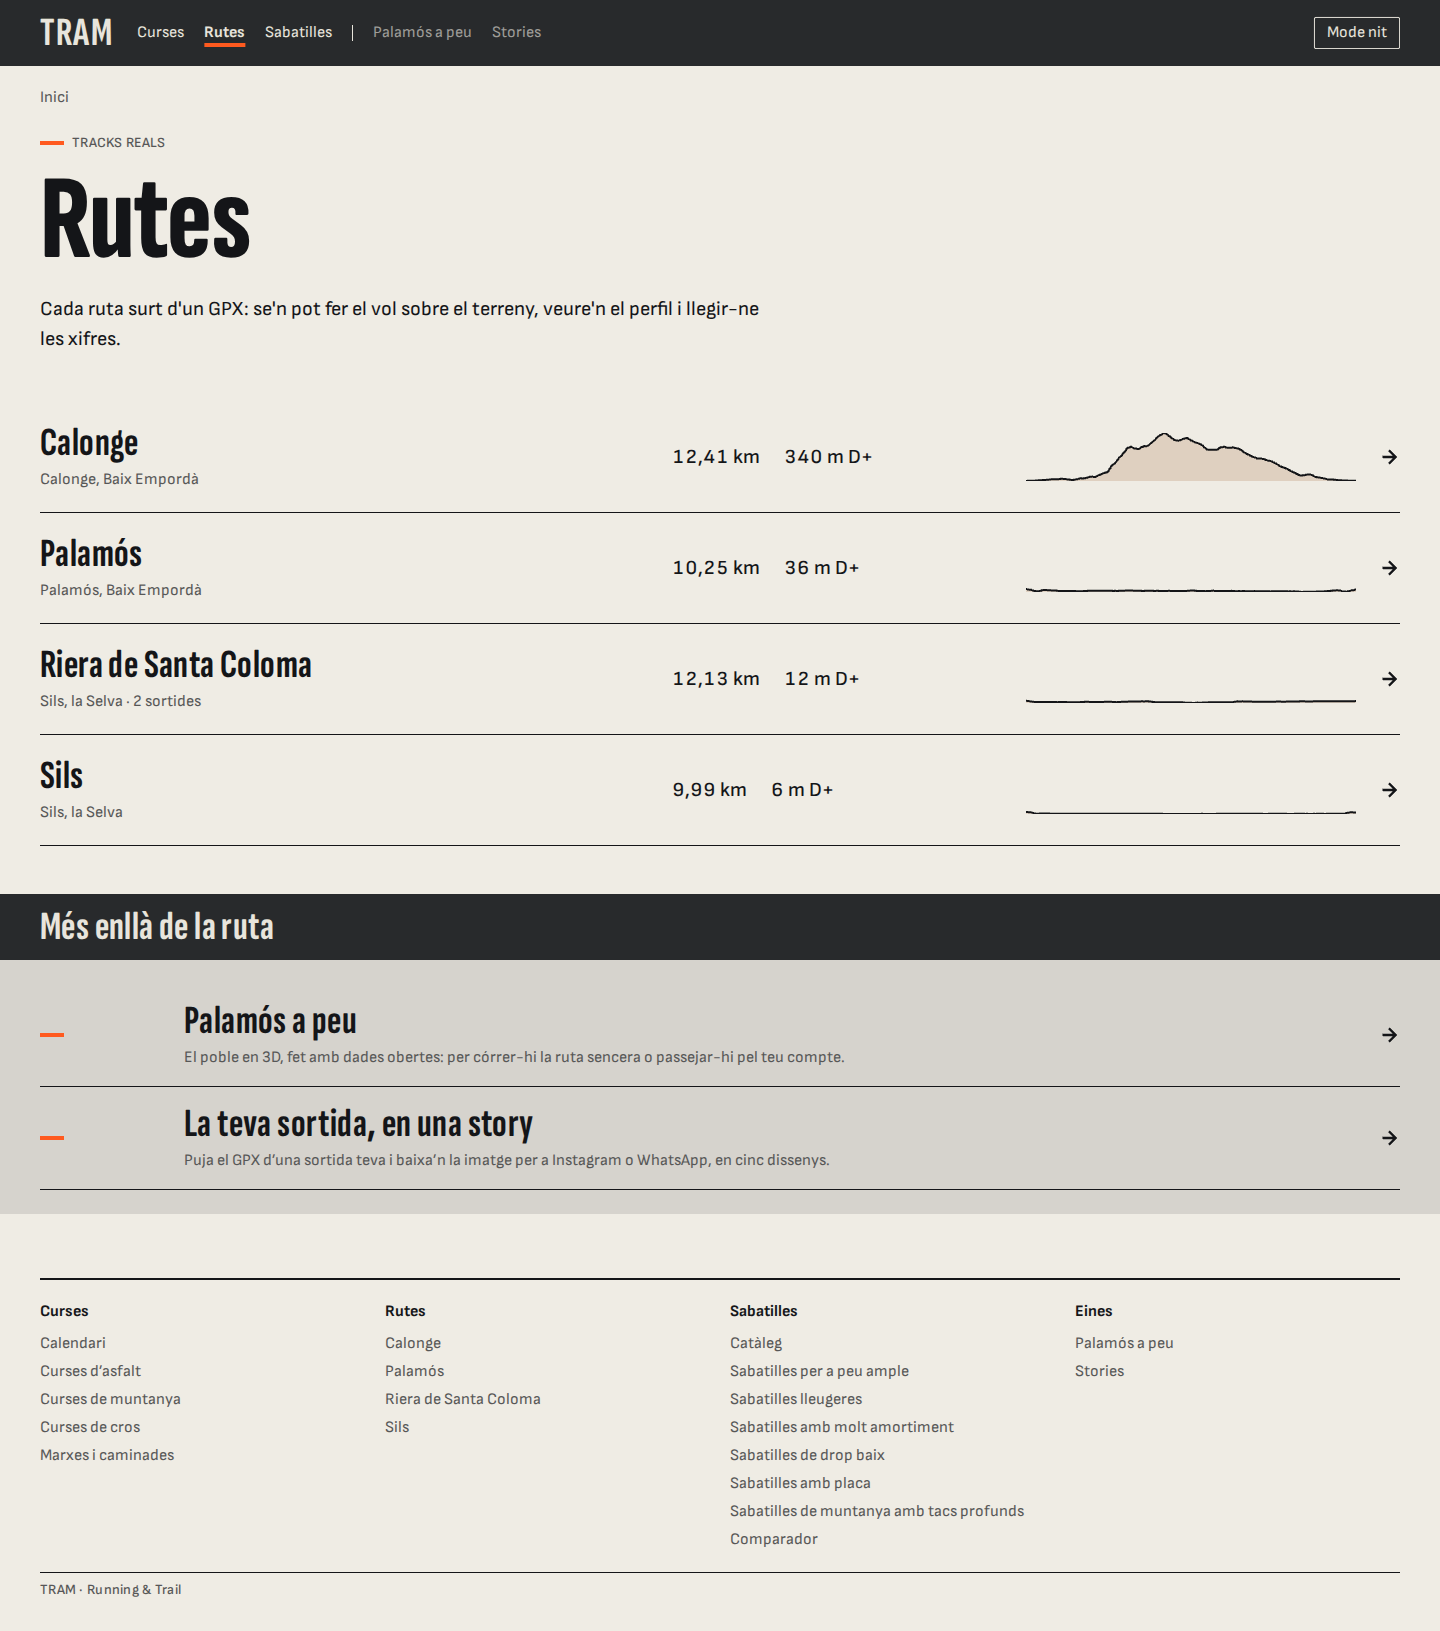 TRAM
Curses
Rutes
Sabatilles
Palamós a peu
Stories
Mode nit
Inici
TRACKS REALS
Rutes
Cada ruta surt d'un GPX: se'n pot fer el vol sobre el terreny, veure'n el perfil i llegir-ne
les xifres.
Calonge
Calonge, Baix Empordà
12,41 km 340 m D+
Palamós
Palamós, Baix Empordà
10,25 km 36 m D+
Riera de Santa Coloma
Sils, la Selva · 2 sortides
12,13 km 12 m D+
Sils
Sils, la Selva
9,99 km 6 m D+
Més enllà de la ruta
Palamós a peu
El poble en 3D, fet amb dades obertes: per córrer-hi la ruta sencera o passejar-hi pel teu compte.
La teva sortida, en una story
Puja el GPX d’una sortida teva i baixa’n la imatge per a Instagram o WhatsApp, en cinc dissenys.
Curses
Calendari
Curses d’asfalt
Curses de muntanya
Curses de cros
Marxes i caminades
Rutes
Calonge
Palamós
Riera de Santa Coloma
Sils
Sabatilles
Catàleg
Sabatilles per a peu ample
Sabatilles lleugeres
Sabatilles amb molt amortiment
Sabatilles de drop baix
Sabatilles amb placa
Sabatilles de muntanya amb tacs profunds
Comparador
Eines
Palamós a peu
Stories
TRAM · Running & Trail